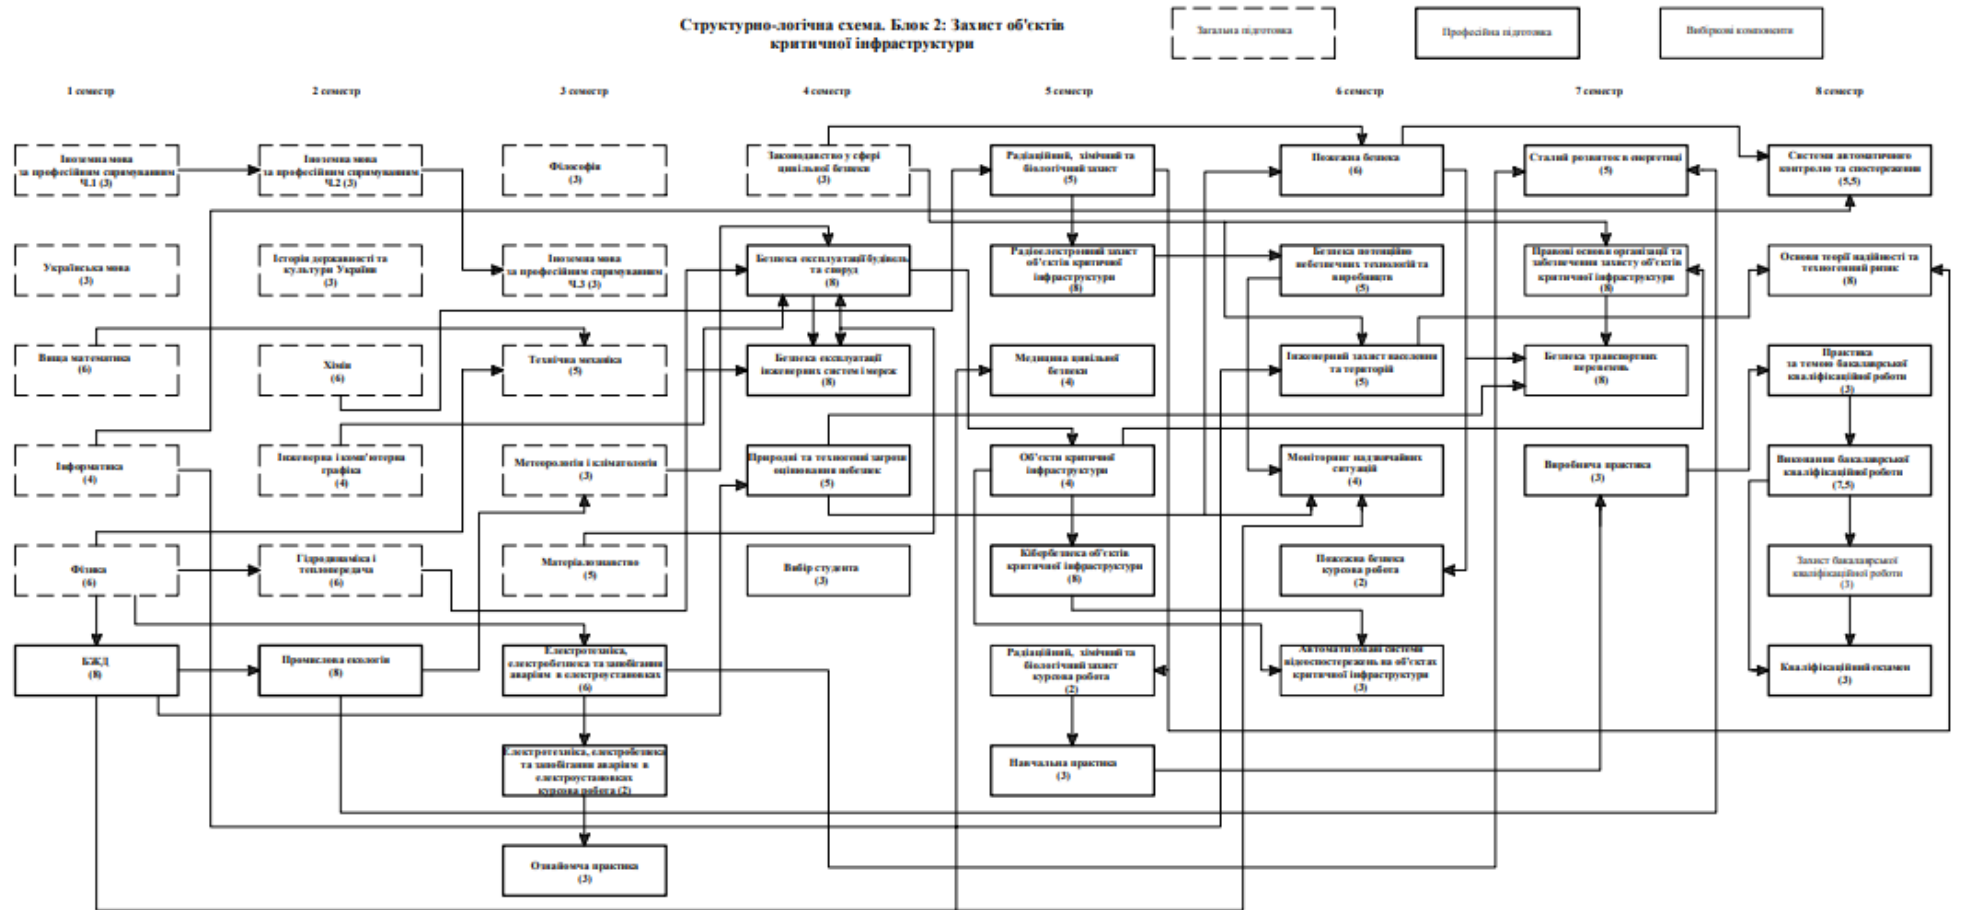 Структурно-логічна схема. Блок 2: Захист об'єктів
критичної інфраструктури
Загальна підготовка
Професійна підготовка
Вибіркові компоненти
1 семестр
2 семестр
3 семестр
4 семестр
5 семестр
6 семестр
7 семестр
8 семестр
Іноземна мова
за професійним спрямуванням
Ч.1 (3)
Іноземна мова
за професійним спрямуванням
Ч.2 (3)
Філософія
(3)
Законодавство у сфері
цивільної безпеки
(3)
Радіаційний, хімічний та
біологічний захист
(5)
Пожежна безпека
(6)
Сталий розвиток в енергетиці
(5)
Системи автоматичного
контролю та спостереження
(5,5)
Українська мова
(3)
Історія державності та
культури України
(3)
Іноземна мова
за професійним спрямуванням
Ч.3 (3)
Безпека експлуатації будівель
та споруд
(8)
Радіоелектронний захист
об'єктів критичної
інфраструктури
(8)
Безпека потенційно
небезпечних технологій та
виробництв
(5)
Правові основи організації та
забезпечення захисту об'єктів
критичної інфраструктури
(8)
Основи теорії надійності та
техногенний ризик
(8)
Вища математика
(6)
Хімія
(6)
Технічна механіка
(5)
Безпека експлуатації
інженерних систем і мереж
(8)
Медицина цивільної
безпеки
(4)
Інженерний захист населення
та територій
(5)
Безпека транспортних
перевезень
(8)
Практика
за темою бакалаврської
кваліфікаційної роботи
(3)
Інформатика
(4)
Інженерна і комп'ютерна
графіка
(4)
Метеорологія і кліматологія
(3)
Природні та техногенні загрози
оцінювання небезпек
(5)
Об'єкти критичної
інфраструктури
(4)
Моніторинг надзвичайних
ситуацій
(4)
Виробнича практика
(3)
Виконання бакалаврської
кваліфікаційної роботи
(7,5)
Фізика
(6)
Гідродинаміка і
теплопередача
(6)
Матеріалознавство
(5)
Вибір студента
(3)
Кібербезпека об'єктів
критичної інфраструктури
(8)
Пожежна безпека
курсова робота
(2)
Захист бакалаврської
кваліфікаційної роботи
(3)
БЖД
(8)
Промислова екологія
(8)
Електротехніка,
електробезпека та запобігання
аваріям в електроустановках
(6)
Радіаційний, хімічний та
біологічний захист
курсова робота
(2)
Автоматизовані системи
відеоспостережень на об'єктах
критичної інфраструктури
(3)
Кваліфікаційний екзамен
(3)
Електротехніка, електробезпека
та запобігання аваріям в
електроустановках
курсова робота (2)
Навчальна практика
(3)
Ознайомча практика
(3)